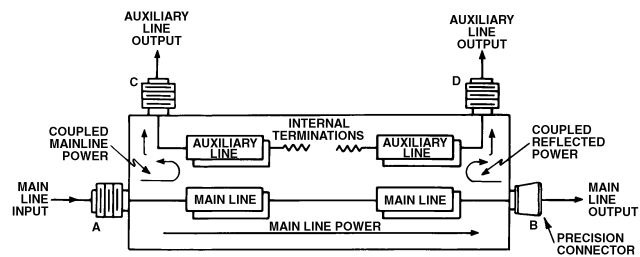 AUXILIARY
LINE
OUTPUT
AUXILIARY
LINE
OUTPUT
C
D
COUPLED
MAINLINE
POWER
INTERNAL
TERMINATIONS
AUXILIARY
LINE
AUXILIARY
LINE
COUPLED
REFLECTED
POWER
MAIN
LINE
INPUT
A
MAIN LINE
MAIN LINE
MAIN LINE POWER
B
MAIN
LINE
OUTPUT
PRECISION
CONNECTOR